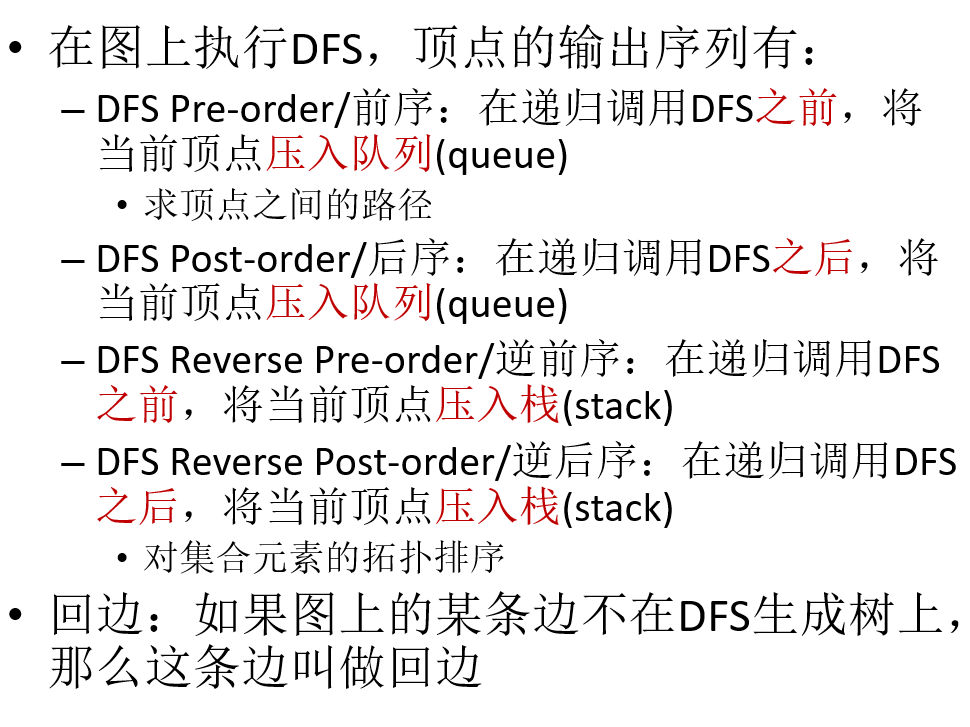 • 在图上执行DFS，顶点的输出序列有：
– DFS Pre-order/前序：在递归调用DFS之前，将
当前顶点压入队列(queue)
• 求顶点之间的路径
– DFS Post-order/后序：在递归调用DFS之后，将
当前顶点压入队列(queue)
– DFS Reverse Pre-order/逆前序：在递归调用DFS
之前，将当前顶点压入栈(stack)
– DFS Reverse Post-order/逆后序：在递归调用DFS
之后，将当前顶点压入栈(stack)
• 对集合元素的拓扑排序
• 回边：如果图上的某条边不在DFS生成树上，
那么这条边叫做回边